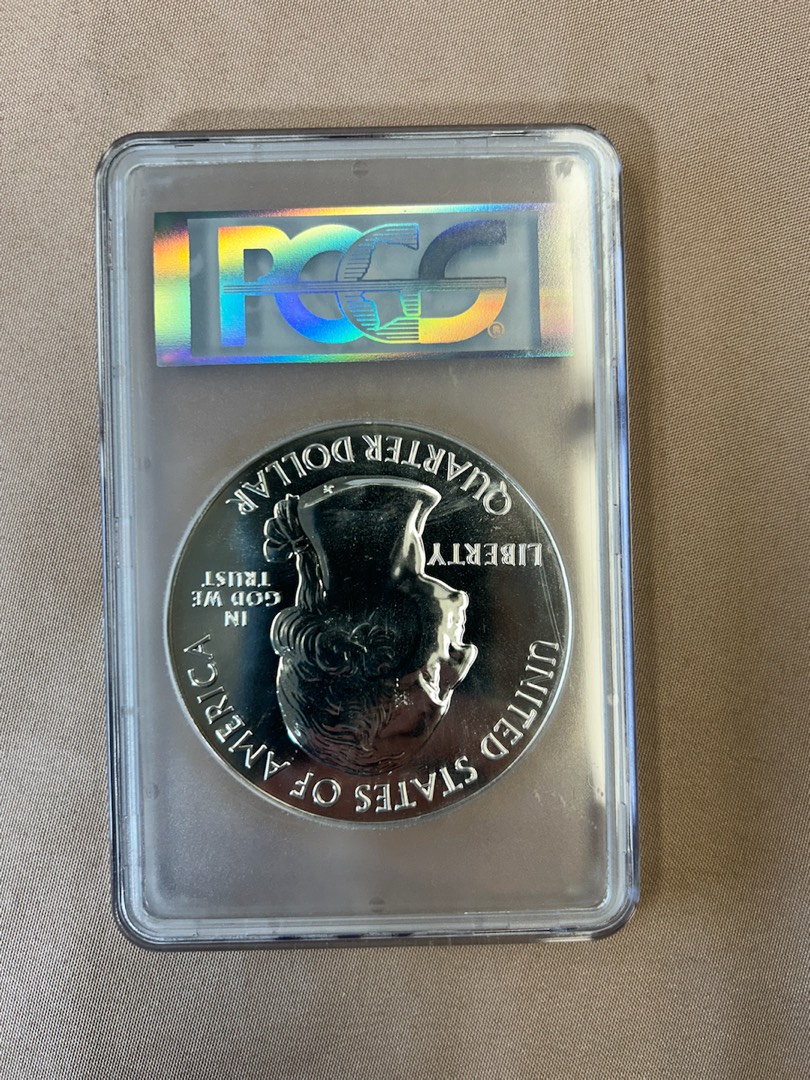 PCGS
UNITED STATES OF AMERICA
LIBERTY
IN
GOD WE
TRUST
QUARTER DOLLAR